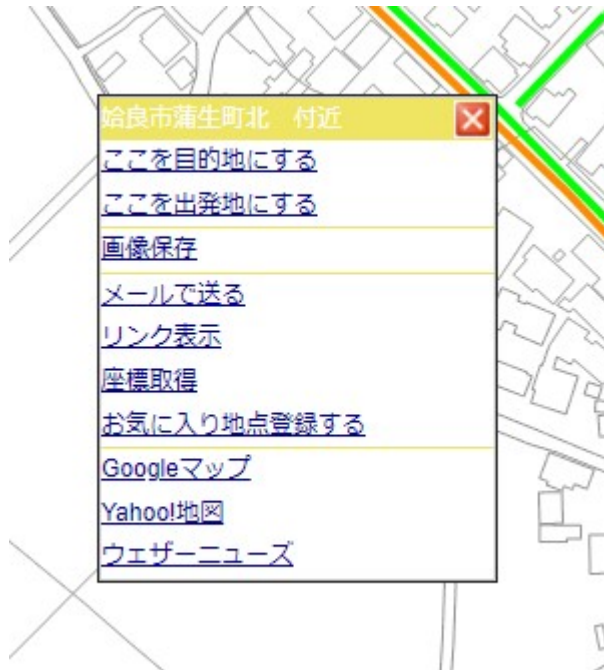 姶良市蒲生町北　付近
ここを目的地にする
ここを出発地にする
画像保存
メールで送る
リンク表示
座標取得
お気に入り地点登録する
Googleマップ
Yahoo!地図
ウェザーニューズ